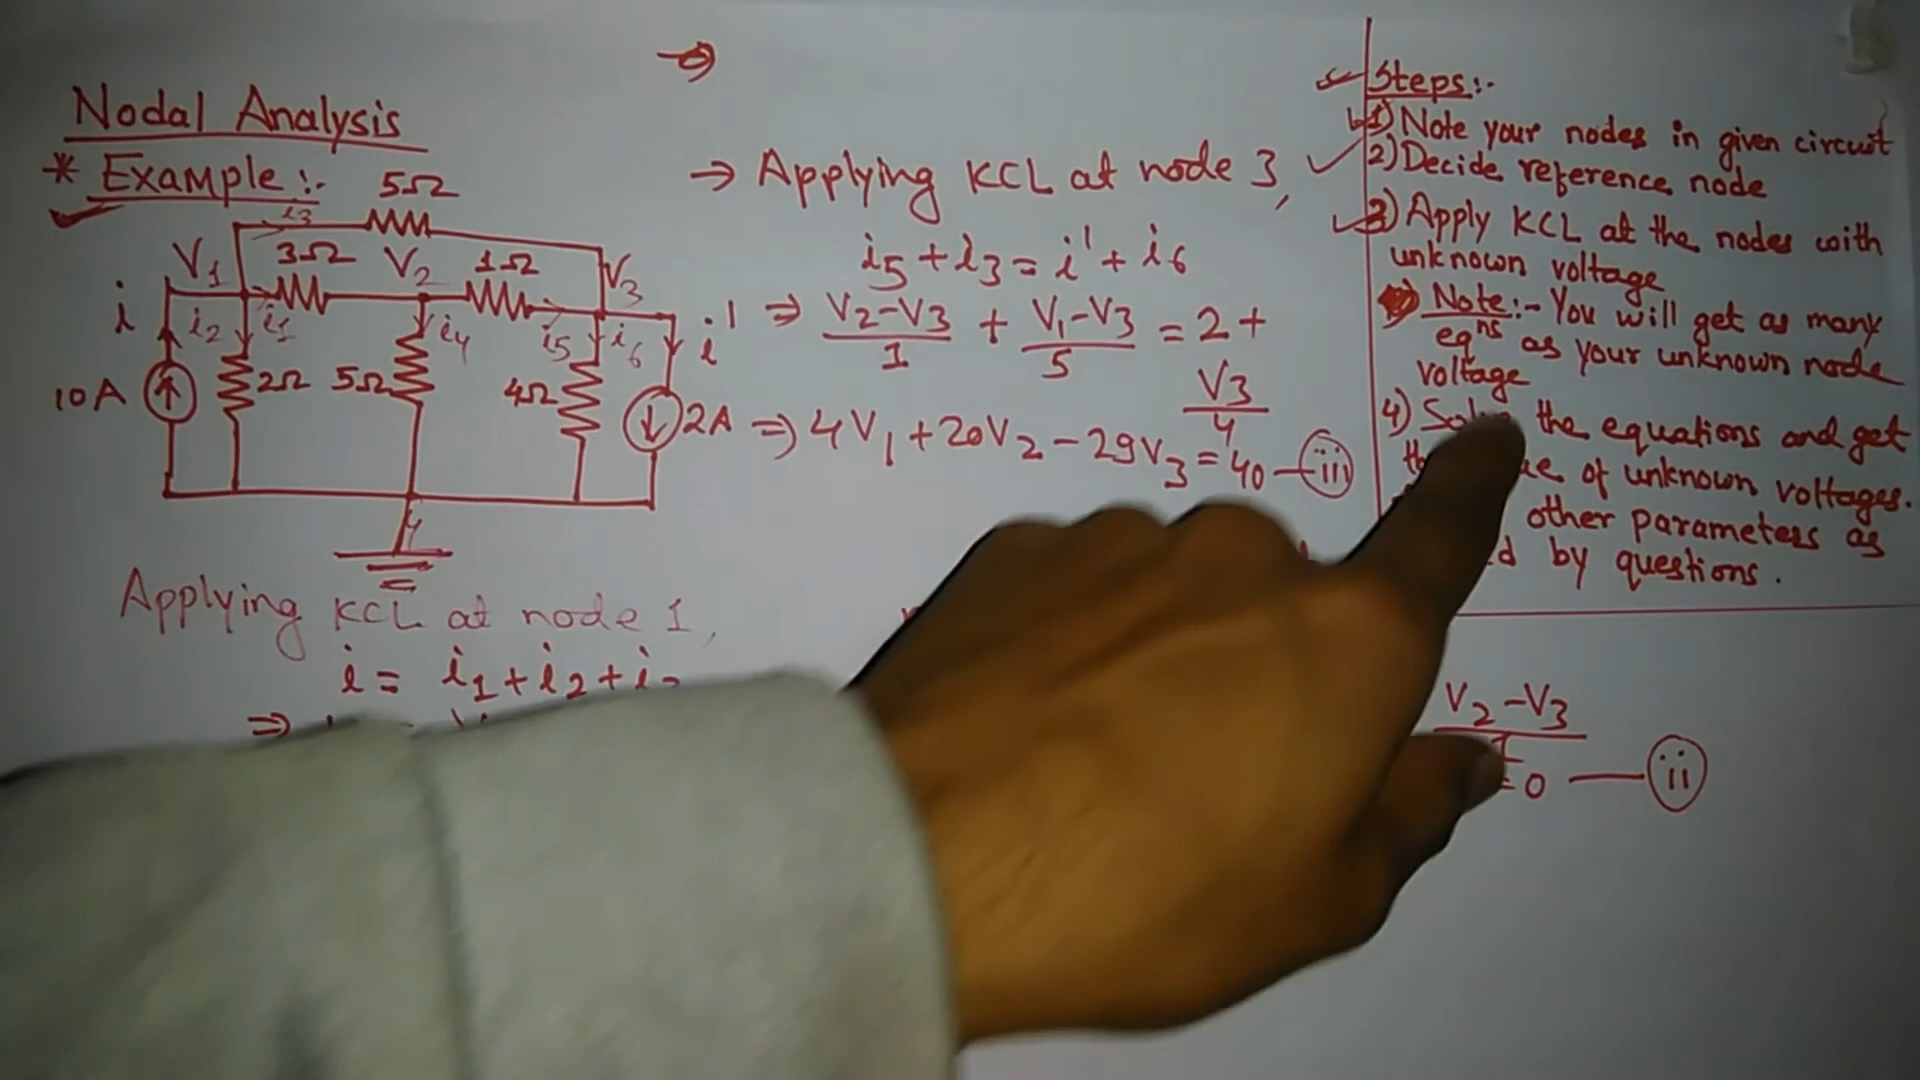 Nodal Analysis
* Example :-
5Ω
i3
V1
3Ω
V2
1Ω
V3
i
i2
i1
i4
i5
i6
i'
10A
2Ω
5Ω
4Ω
2A
Applying KCL at node 1,
i = i1 + i2 + i3
⇒
→ Applying KCL at node 3,
i5 + i3 = i' + i6
⇒ (V2-V3)/1 + (V1-V3)/5 = 2 + V3/4
⇒ 4V1 + 20V2 - 29V3 = 40 — iii
Steps :-
1) Note your nodes in given circuit
2) Decide reference node
3) Apply KCL at the nodes with
unknown voltage
Note :- You will get as many
eqns as your unknown node
voltage
4) the equations and get
of unknown voltages.
other parameters as
by questions.
V2 - V3
= 0 — ii